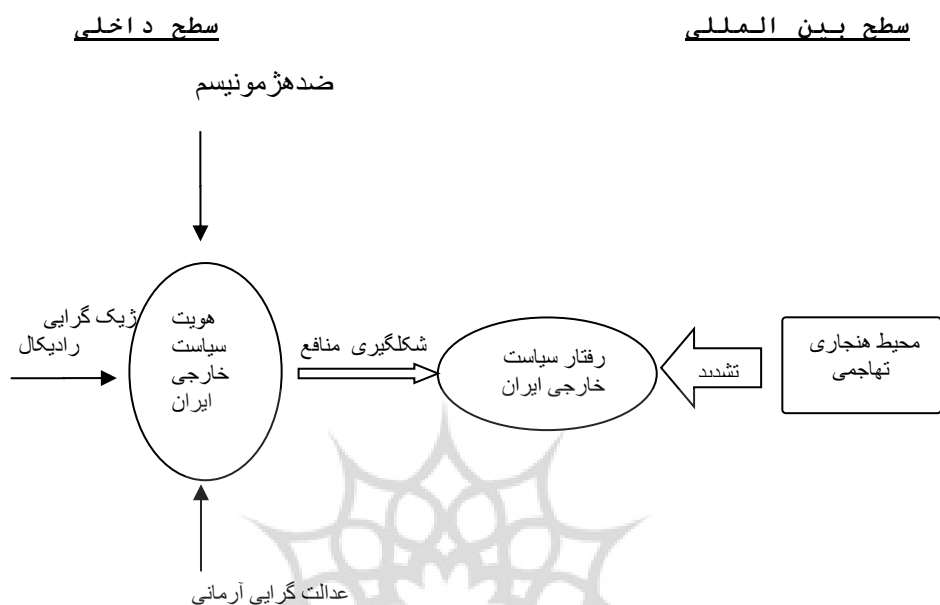 سطح بین المللی
سطح داخلی
ضدهژمونیسم
ژیک گرایی
رادیکال
هویت
سیاست
خارجی
ایران
شکلگیری منافع
رفتار سیاست
خارجی ایران
تشدید
محیط هنجاری
تهاجمی
عدالت گرایی آرمانی